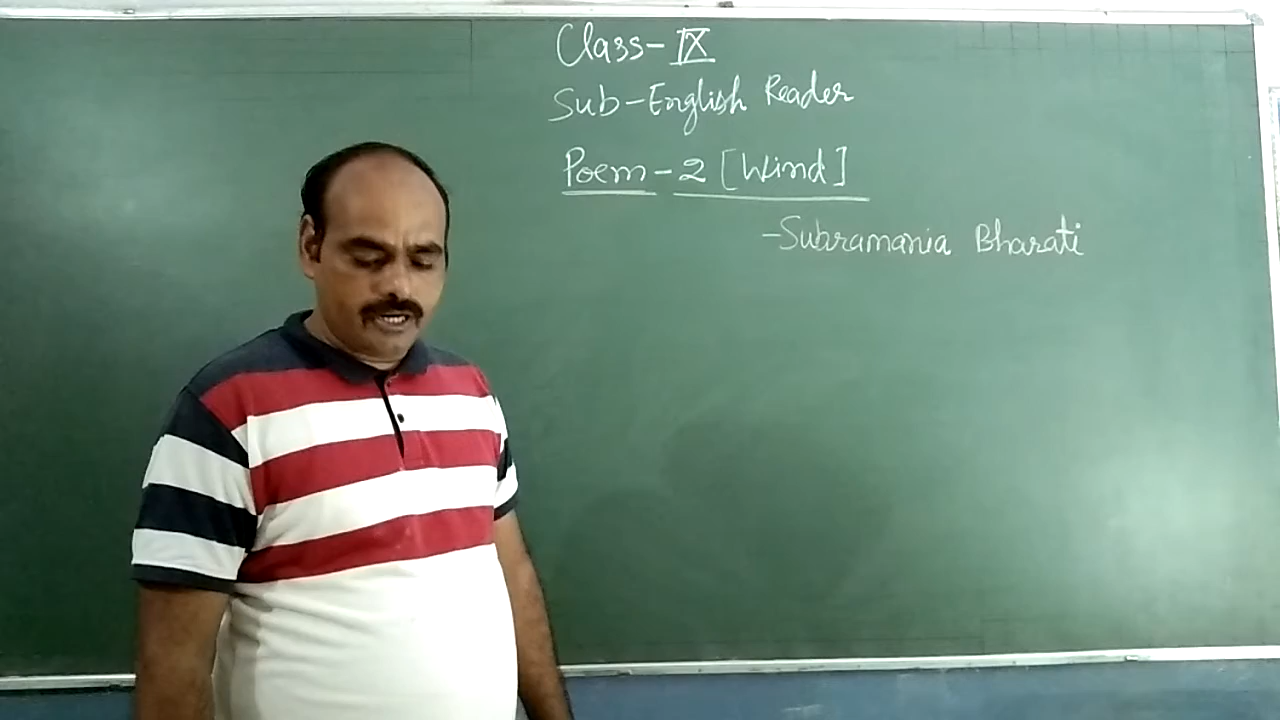 Class-IX
Sub-English Reader
Poem-2 [Wind]
-Subramania Bharati